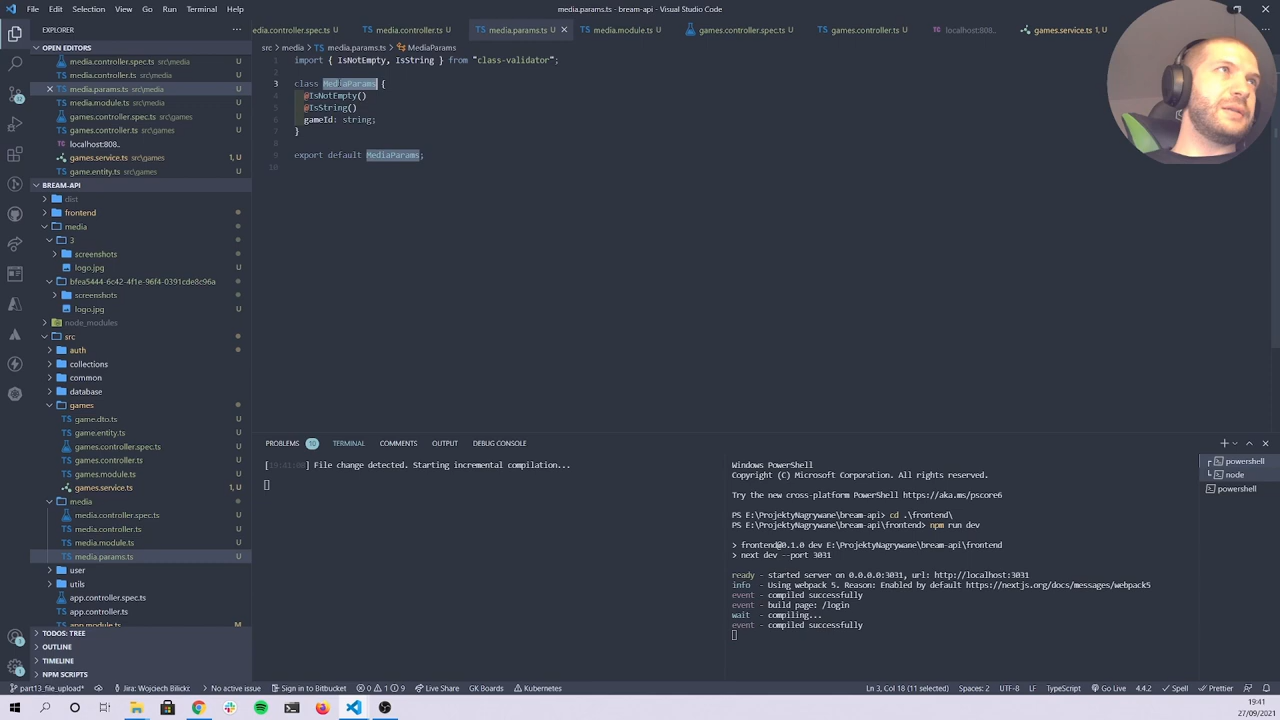 File Edit Selection View Go Run Terminal Help
media.params.ts - bream-api - Visual Studio Code
EXPLORER
OPEN EDITORS
media.controller.spec.ts src\media U
media.controller.ts src\media U
media.params.ts src\media U
media.module.ts src\media U
games.controller.spec.ts src\games U
games.controller.ts src\games U
localhost:808..
games.service.ts src\games 1, U
game.entity.ts src\games U
BREAM-API
dist
frontend
media
3
screenshots
logo.jpg U
bfea5444-6c42-4f1e-96f4-0391cde8c96a
screenshots
logo.jpg U
node_modules
src
auth
collections
common
database
games
game.dto.ts U
game.entity.ts U
games.controller.spec.ts U
games.controller.ts U
games.module.ts U
games.service.ts 1, U
media
media.controller.spec.ts U
media.controller.ts U
media.module.ts U
media.params.ts U
user
utils
app.controller.spec.ts U
app.controller.ts U
app.module.ts M
TODOS: TREE
OUTLINE
TIMELINE
NPM SCRIPTS
media.controller.spec.ts U
TS media.controller.ts U
TS media.params.ts U
TS media.module.ts U
games.controller.spec.ts U
TS games.controller.ts U
localhost:808..
games.service.ts 1, U
src > media > TS media.params.ts > MediaParams
1 import { IsNotEmpty, IsString } from "class-validator";
2
3 class MediaParams {
4 @IsNotEmpty()
5 @IsString()
6 gameId: string;
7 }
8
9 export default MediaParams;
10
PROBLEMS 10 TERMINAL COMMENTS OUTPUT DEBUG CONSOLE
File change detected. Starting incremental compilation...
Windows PowerShell
Copyright (C) Microsoft Corporation. All rights reserved.
Try the new cross-platform PowerShell https://aka.ms/pscore6
PS E:\ProjektyNagrywane\bream-api> cd .\frontend\
PS E:\ProjektyNagrywane\bream-api\frontend> npm run dev
> frontend@0.1.0 dev E:\ProjektyNagrywane\bream-api\frontend
> next dev --port 3031
ready - started server on 0.0.0.0:3031, url: http://localhost:3031
info - Using webpack 5. Reason: Enabled by default https://nextjs.org/docs/messages/webpack5
event - compiled successfully
event - build page: /login
wait - compiling...
event - compiled successfully
powershell
node
powershell
part13_file_upload* Jira: Wojciech Bilicki: No active issue Sign in to Bitbucket 0 1 9 Live Share GK Boards Kubernetes
Ln 3, Col 18 (11 selected) Spaces: 2 UTF-8 LF TypeScript Go Live 4.4.2 Spell Prettier
19:41
27/09/2021